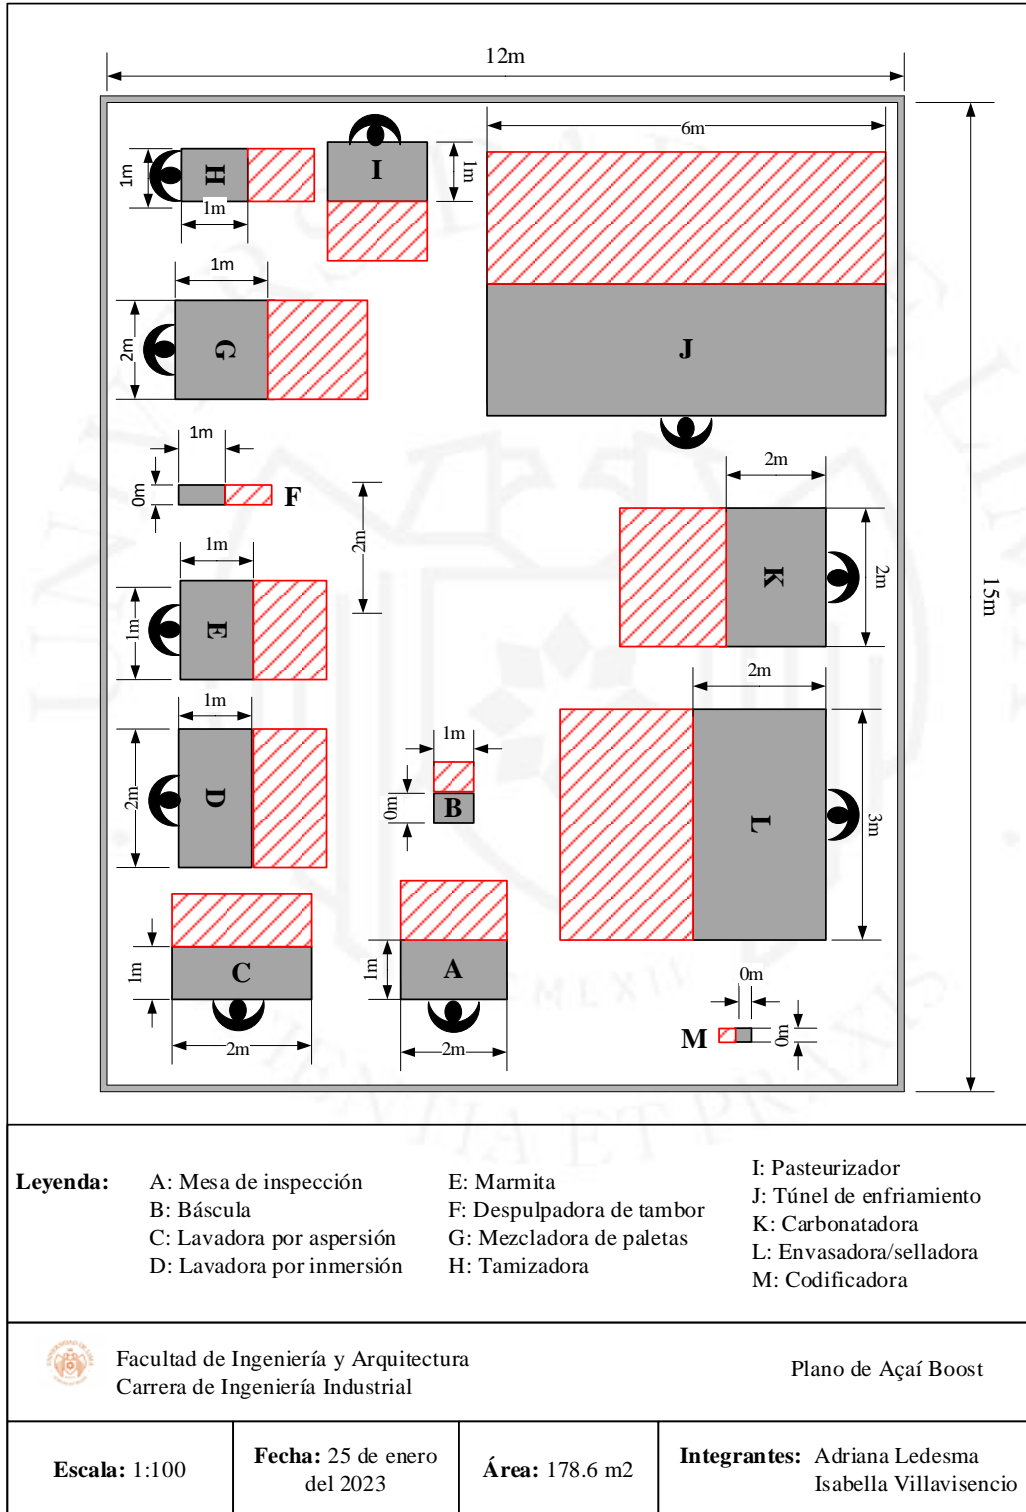 12m
6m
1m
H
1m
I
1m
1m
2m
G
J
1m
0m
F
2m
2m
K
2m
15m
1m
1m
E
2m
1m
2m
D
1m
0m
B
L
3m
1m
C
2m
1m
A
2m
0m
M
0m
Leyenda:
A: Mesa de inspección
B: Báscula
C: Lavadora por aspersión
D: Lavadora por inmersión
E: Marmita
F: Despulpadora de tambor
G: Mezcladora de paletas
H: Tamizadora
I: Pasteurizador
J: Túnel de enfriamiento
K: Carbonatadora
L: Envasadora/selladora
M: Codificadora
Facultad de Ingeniería y Arquitectura
Carrera de Ingeniería Industrial
Plano de Açaí Boost
Escala: 1:100
Fecha: 25 de enero
del 2023
Área: 178.6 m2
Integrantes: Adriana Ledesma
Isabella Villavisencio